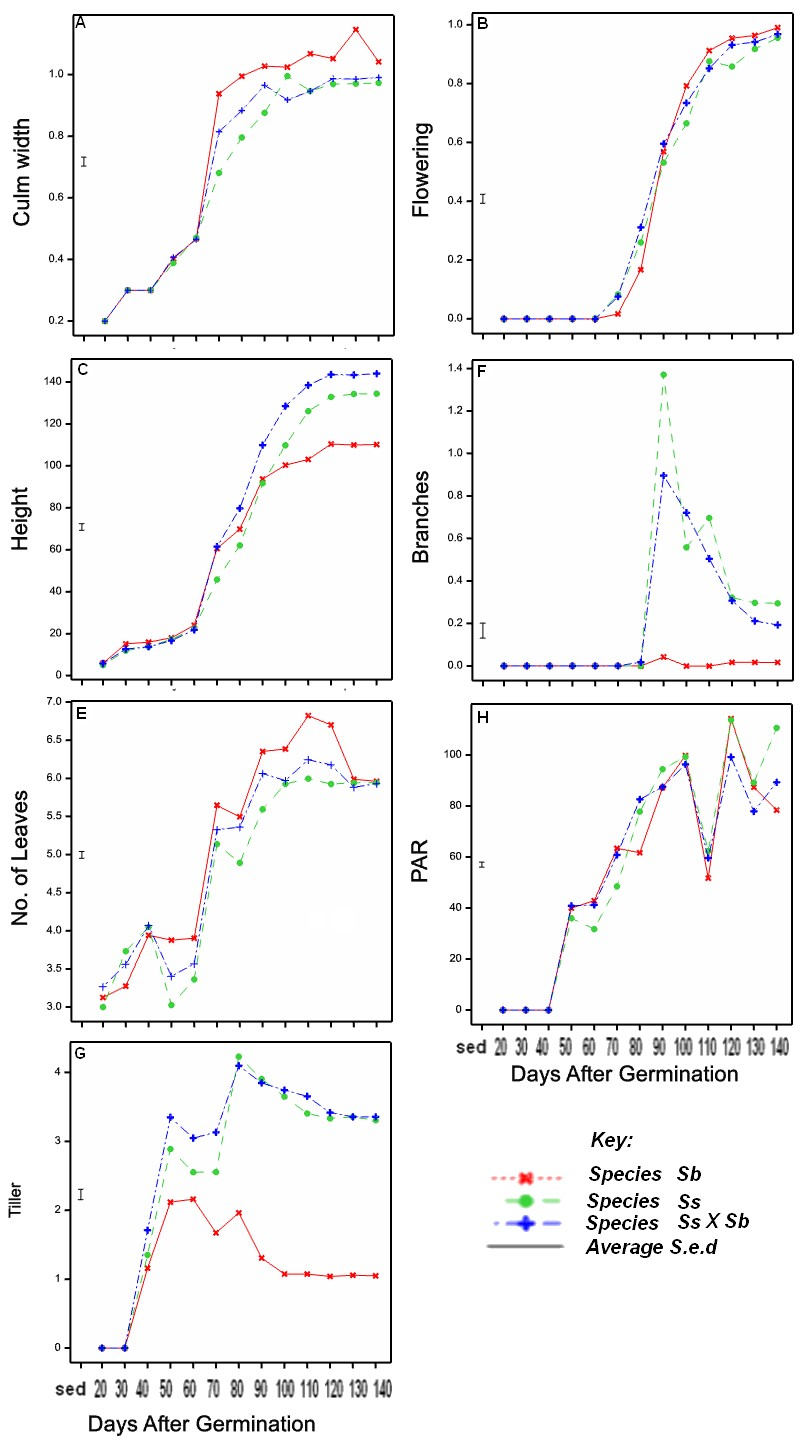 A
Culm width
1.0
0.8
0.6
0.4
0.2
B
Flowering
1.0
0.8
0.6
0.4
0.2
0.0
C
Height
140
120
100
80
60
40
20
0
F
Branches
1.4
1.2
1.0
0.8
0.6
0.4
0.2
0.0
E
No. of Leaves
7.0
6.5
6.0
5.5
5.0
4.5
4.0
3.5
3.0
H
PAR
100
80
60
40
20
0
sed 20 30 40 50 60 70 80 90 100 110 120 130 140
Days After Germination
G
Tiller
4
3
2
1
0
sed 20 30 40 50 60 70 80 90 100 110 120 130 140
Days After Germination
Key:
Species Sb
Species Ss
Species Ss X Sb
Average S.e.d